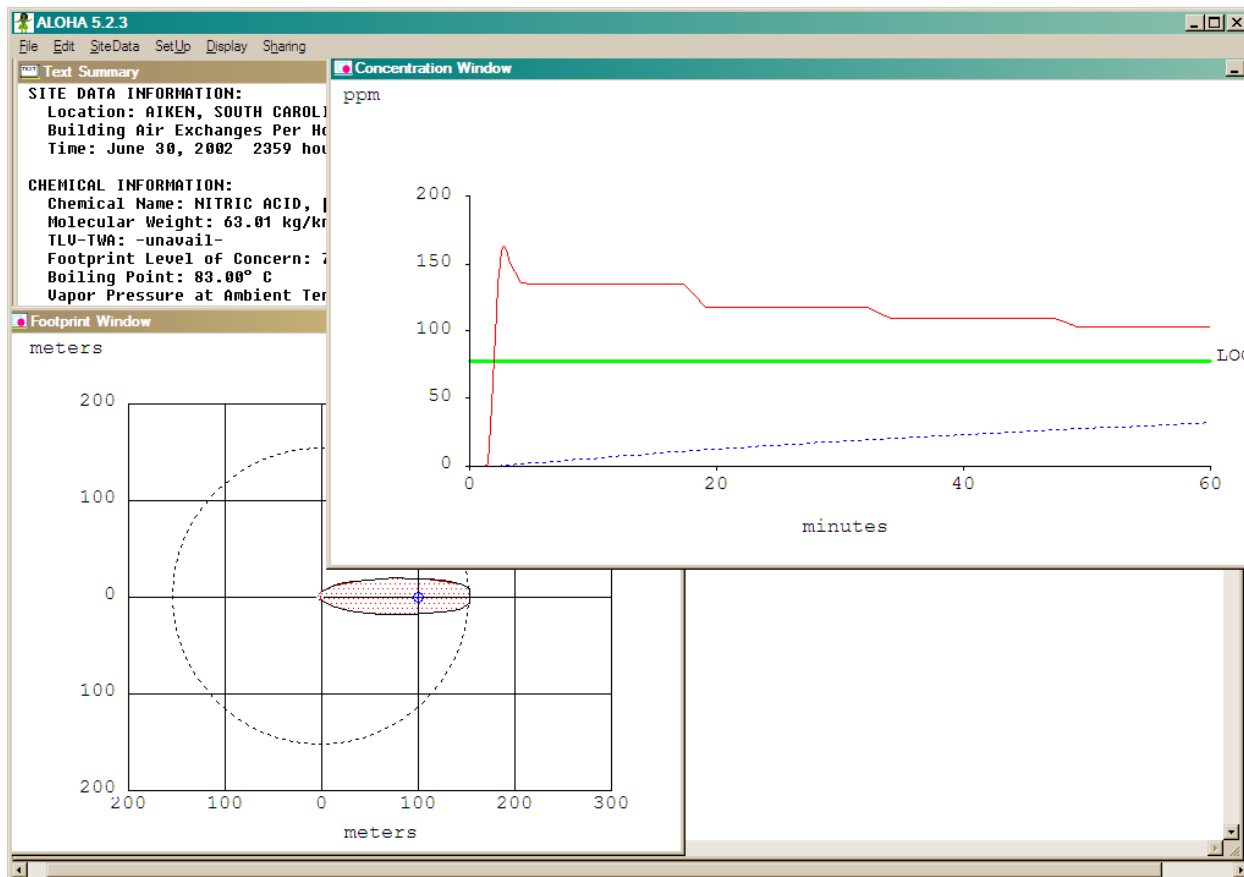 ALOHA 5.2.3
File Edit SiteData SetUp Display Sharing
Text Summary
SITE DATA INFORMATION:
Location: AIKEN, SOUTH CAROLI
Building Air Exchanges Per Ho
Time: June 30, 2002 2359 hou
CHEMICAL INFORMATION:
Chemical Name: NITRIC ACID,
Molecular Weight: 63.01 kg/km
TLV-TWA: -unavail-
Footprint Level of Concern: 7
Boiling Point: 83.00° C
Vapor Pressure at Ambient Te
Concentration Window
ppm
200
150
100
50
0
LOC
0 20 40 60
minutes
Footprint Window
meters
200
100
0
100
200
200 100 0 100 200 300
meters